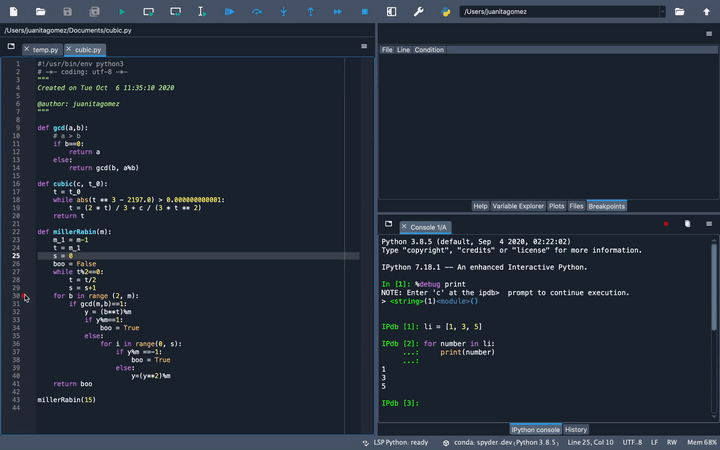 /Users/juanitagomez
/Users/juanitagomez/Documents/cubic.py
temp.py
cubic.py
1 #!/usr/bin/env python3
2 # -*- coding: utf-8 -*-
3 """
4 Created on Tue Oct  6 11:35:10 2020
5
6 @author: juanitagomez
7 """
8
9 def gcd(a,b):
10     # a > b
11     if b==0:
12         return a
13     else:
14         return gcd(b, a%b)
15
16 def cubic(c, t_0):
17     t = t_0
18     while abs(t ** 3 - 2197.0) > 0.000000000001:
19         t = (2 * t) / 3 + c / (3 * t ** 2)
20     return t
21
22 def millerRabin(m):
23     m_1 = m-1
24     t = m_1
25     s = 0
26     boo = False
27     while t%2==0:
28         t = t/2
29         s = s+1
30     for b in range (2, m):
31         if gcd(m,b)==1:
32             y = (b**t)%m
33             if y%m==1:
34                 boo = True
35             else:
36                 for i in range(0, s):
37                     if y%m ==-1:
38                         boo = True
39                     else:
40                         y=(y**2)%m
41     return boo
42
43 millerRabin(15)
44
File Line Condition
Help Variable Explorer Plots Files Breakpoints
Console 1/A
Python 3.8.5 (default, Sep  4 2020, 02:22:02)
Type "copyright", "credits" or "license" for more information.
IPython 7.18.1 -- An enhanced Interactive Python.
In [1]: %debug print
NOTE: Enter 'c' at the ipdb>  prompt to continue execution.
> <string>(1)<module>()
IPdb [1]: li = [1, 3, 5]
IPdb [2]: for number in li:
     ...:     print(number)
     ...:
1
3
5
IPdb [3]:
IPython console History
LSP Python: ready conda: spyder-dev (Python 3.8.5) Line 25, Col 10 UTF-8 LF RW Mem 68%